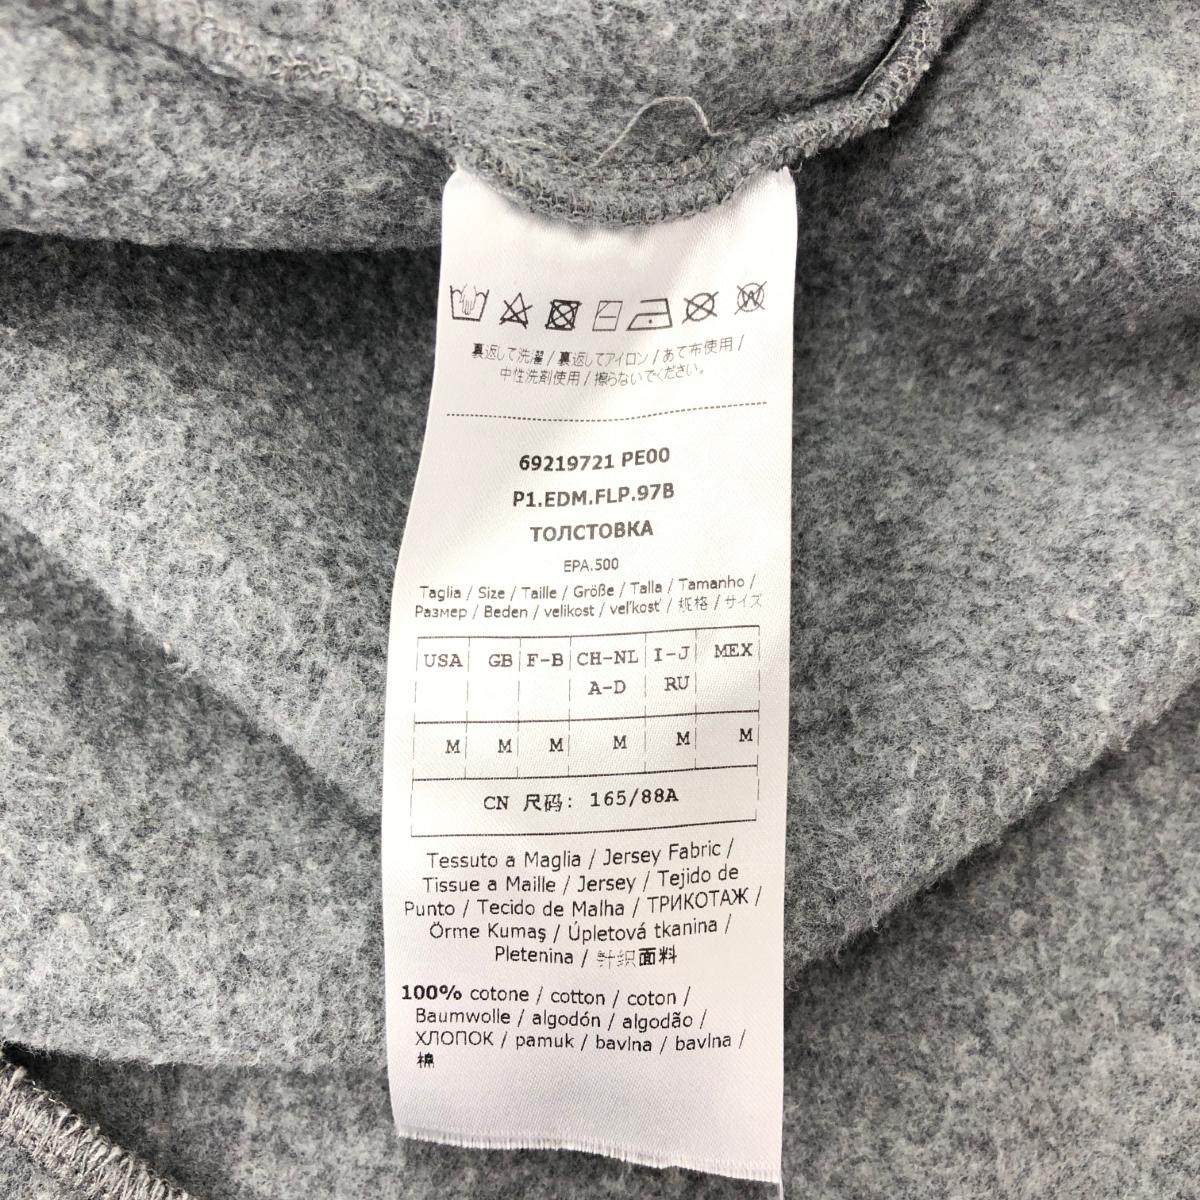 裏返して洗濯 / 裏返してアイロン / あて布使用 /
中性洗剤使用 / 擦らないでください。
69219721 PE00
P1.EDM.FLP.97B
ТОЛСТОВКА
EPA.500
Taglia / Size / Taille / Größe / Talla / Tamanho /
Размер / Beden / velikost / veľkosť / 规格 / サイズ
USA GB F-B CH-NL I-J MEX
A-D RU
M M M M M M
CN 尺码: 165/88A
Tessuto a Maglia / Jersey Fabric /
Tissue a Maille / Jersey / Tejido de
Punto / Tecido de Malha / ТРИКОТАЖ /
Örme Kumaş / Úpletová tkanina /
Pletenina / 针织面料
100% cotone / cotton / coton /
Baumwolle / algodón / algodão /
ХЛОПОК / pamuk / bavlna / bavlna /
棉